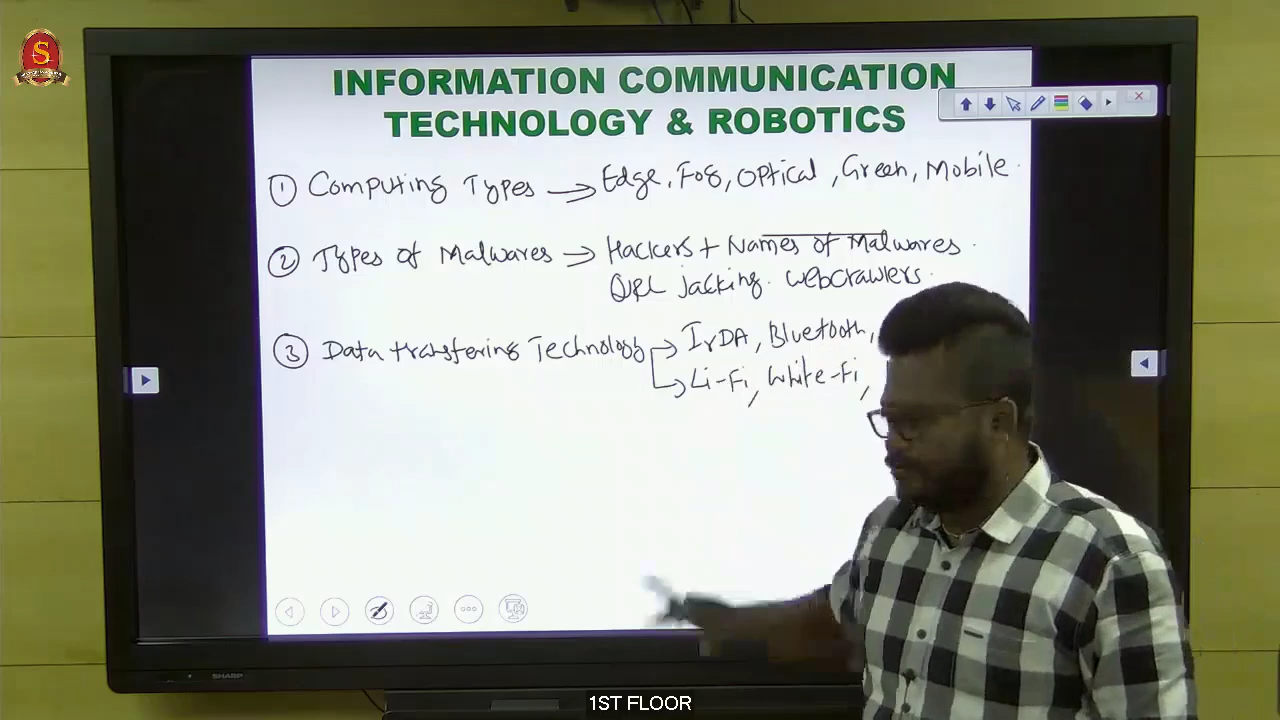 INFORMATION COMMUNICATION
TECHNOLOGY & ROBOTICS
① Computing Types → Edge, Fog, Optical, Green, Mobile.
② Types of Malwares → Hackers + Names of Malwares.
jacking. webcrawlers.
③ Data transfering Technology → IrDA, Bluetooth,
→ Li-Fi, White-Fi,
SHARP
1ST FLOOR
S